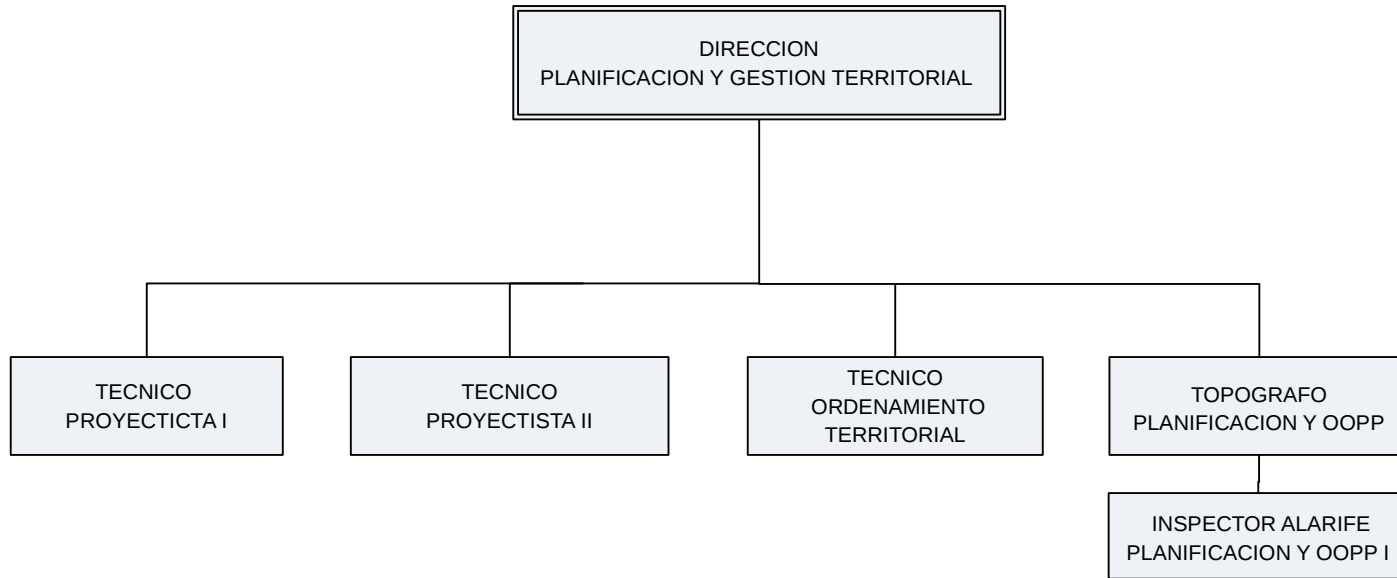 DIRECCION
PLANIFICACION Y GESTION TERRITORIAL
TECNICO
PROYECTICTA I
TECNICO
PROYECTISTA II
TECNICO
ORDENAMIENTO
TERRITORIAL
TOPOGRAFO
PLANIFICACION Y OOPP
INSPECTOR ALARIFE
PLANIFICACION Y OOPP I